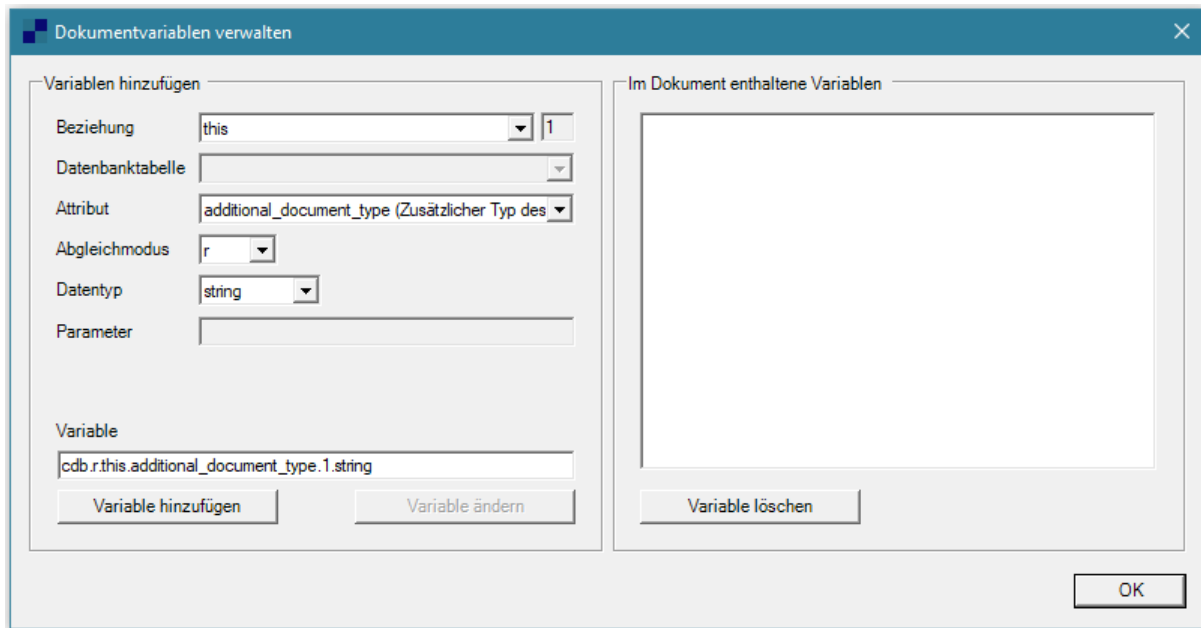 Dokumentvariablen verwalten
Variablen hinzufügen
Beziehung this 1
Datenbanktabelle
Attribut additional_document_type (Zusätzlicher Typ des
Abgleichmodus r
Datentyp string
Parameter
Variable
cdb.r.this.additional_document_type.1.string
Variable hinzufügen Variable ändern
Im Dokument enthaltene Variablen
Variable löschen
OK